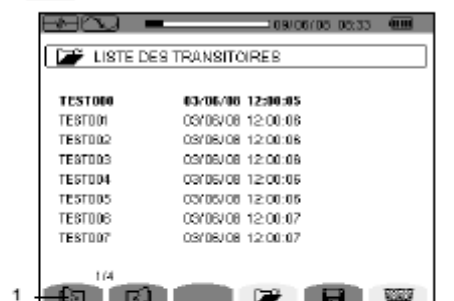 09/06/08 08:33
LISTE DES TRANSITOIRES
TEST000 03/06/08 12:00:05
TEST001 03/06/08 12:00:06
TEST002 03/06/08 12:00:06
TEST003 03/06/08 12:00:06
TEST004 03/06/08 12:00:06
TEST005 03/06/08 12:00:06
TEST006 03/06/08 12:00:07
TEST007 03/06/08 12:00:07
1/4
1